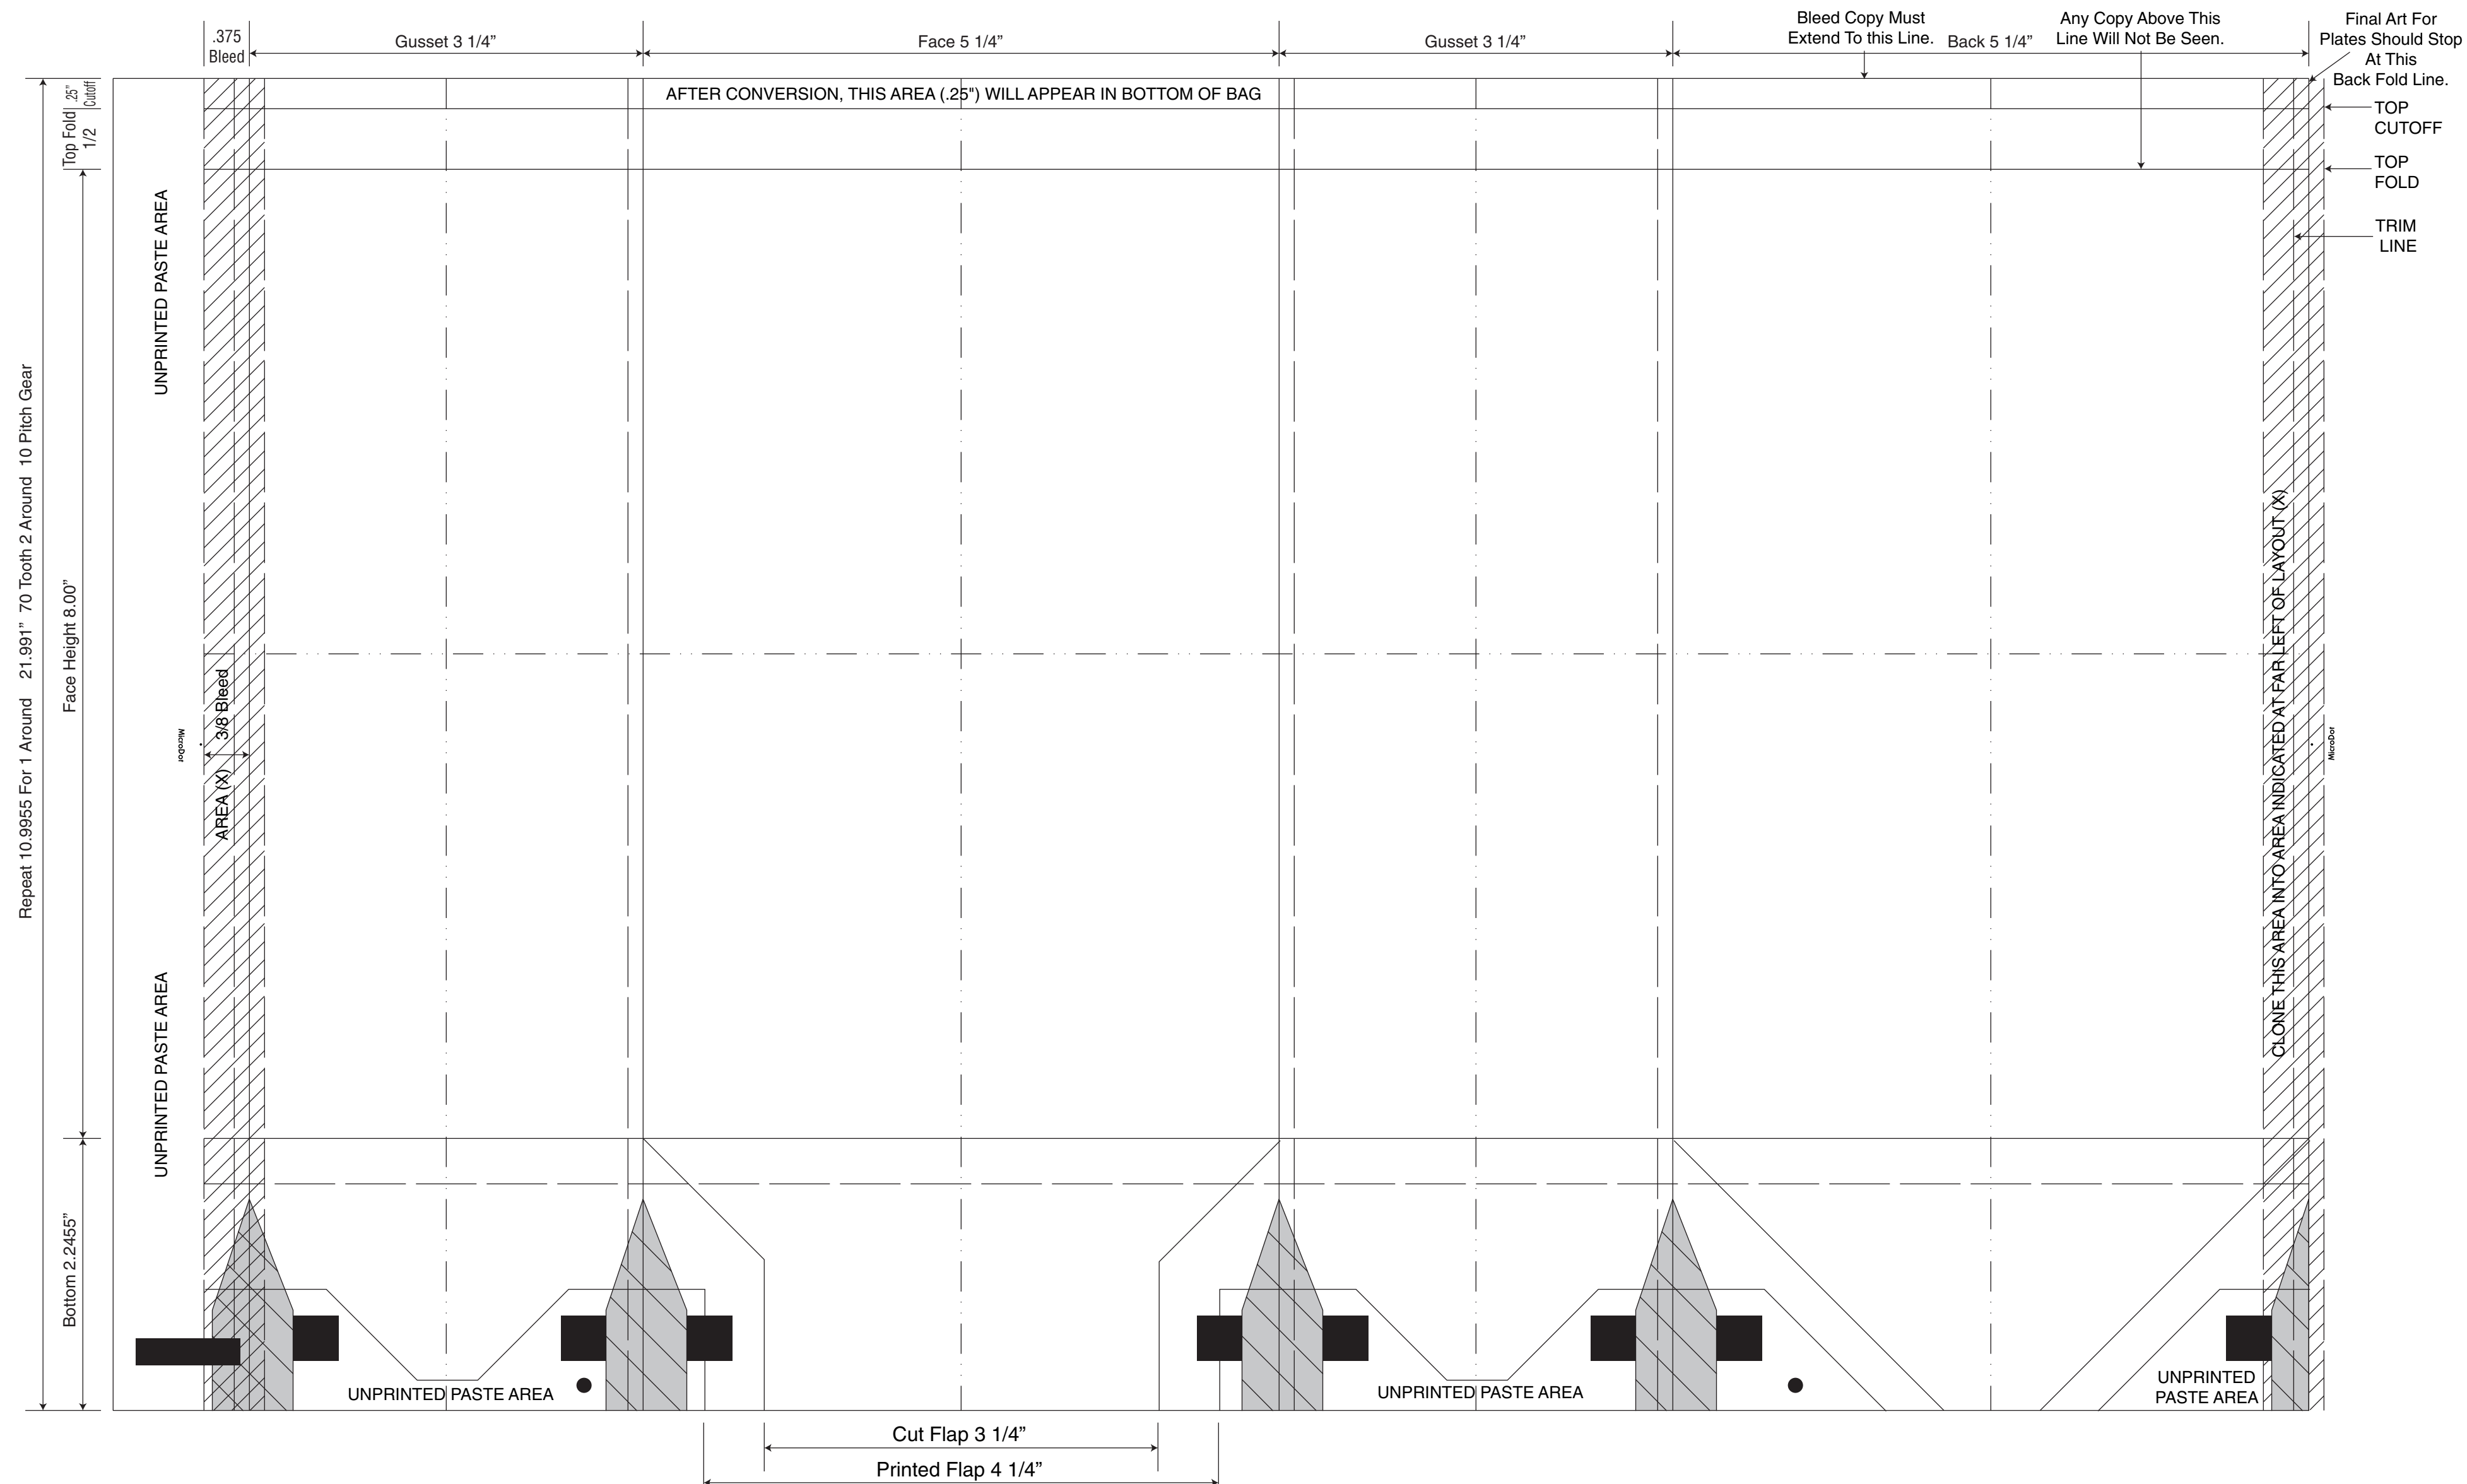 .375
Bleed
Gusset 3 1/4”
Face 5 1/4”
Gusset 3 1/4”
Back 5 1/4”
Bleed Copy Must
Extend To this Line.
Any Copy Above This
Line Will Not Be Seen.
Final Art For
Plates Should Stop
At This
Back Fold Line.
.25”
Cutoff
Top Fold
1/2
AFTER CONVERSION, THIS AREA (.25") WILL APPEAR IN BOTTOM OF BAG
TOP
CUTOFF
TOP
FOLD
TRIM
LINE
UNPRINTED PASTE AREA
Repeat 10.9955 For 1 Around 21.991” 70 Tooth 2 Around 10 Pitch Gear
Face Height 8.00”
AREA (X) 3/8 Bleed
MicroDot
CLONE THIS AREA INTO AREA INDICATED AT FAR LEFT OF LAYOUT (X)
MicroDot
UNPRINTED PASTE AREA
Bottom 2.2455”
UNPRINTED PASTE AREA
UNPRINTED PASTE AREA
UNPRINTED
PASTE AREA
Cut Flap 3 1/4”
Printed Flap 4 1/4”